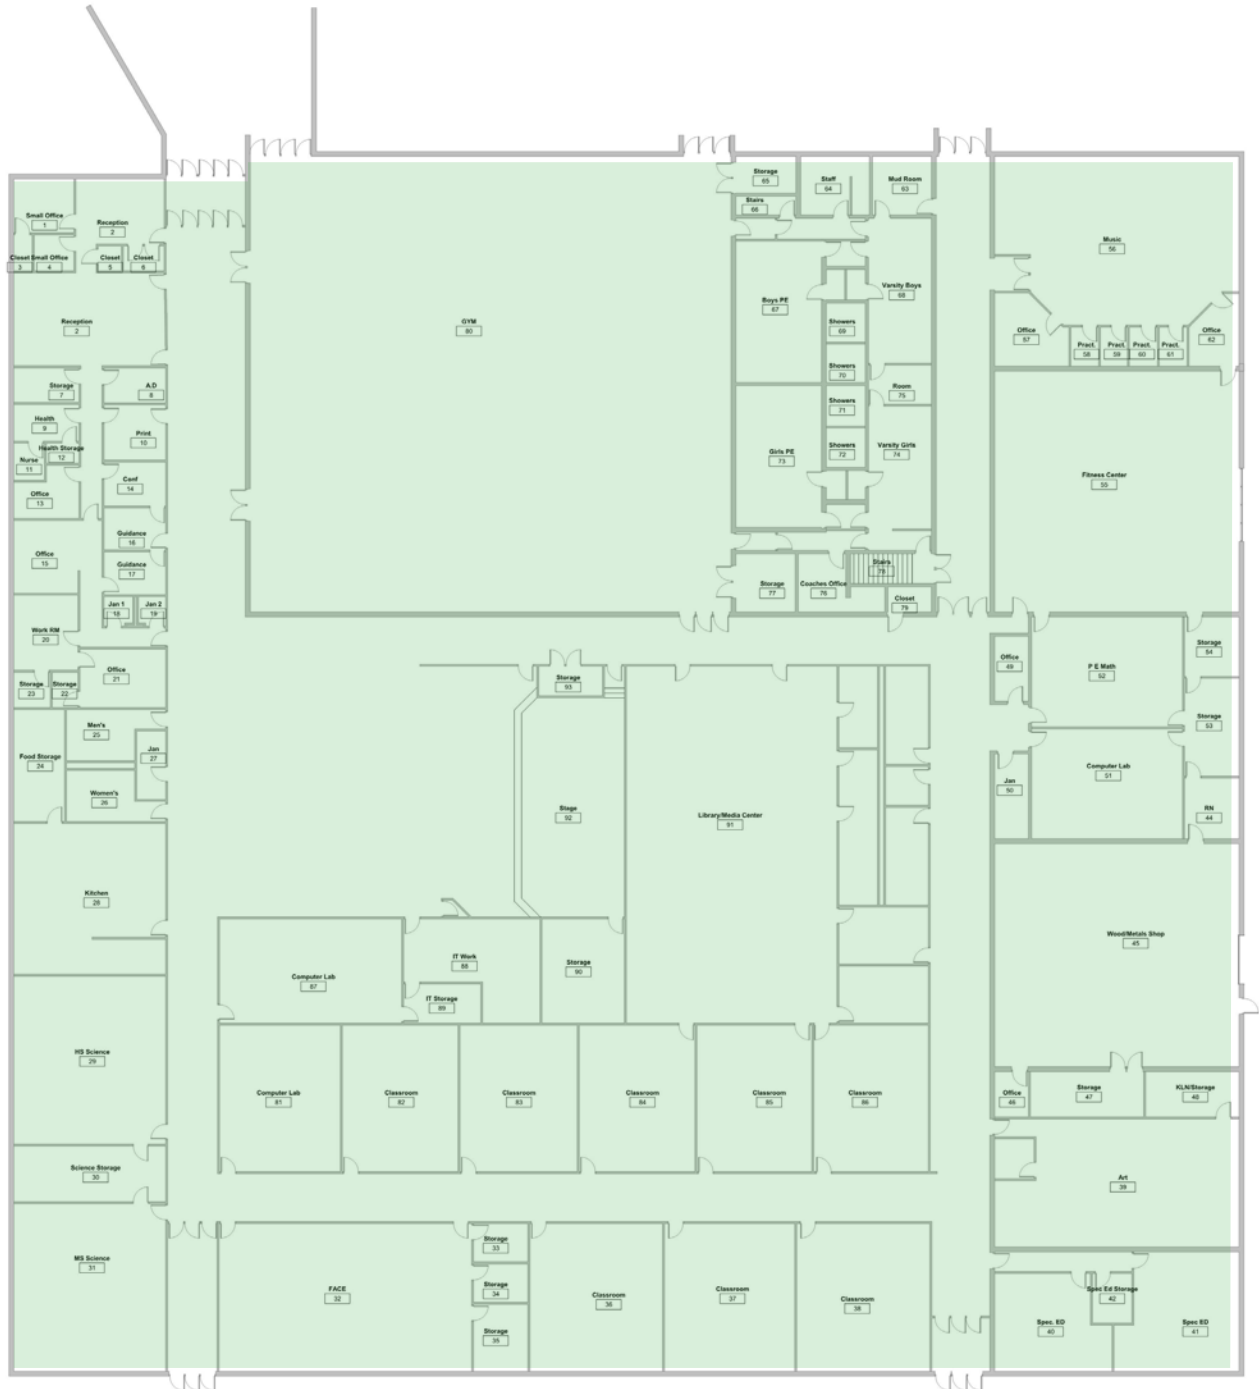 Storage
65
Staff
64
Mud Room
63
Stairs
66
Small Office
1
Reception
2
Closet
3
Small Office
4
Closet
5
Closet
6
Music
56
Varsity Boys
68
Boys PE
67
GYM
80
Showers
69
Office
57
Pract.
58
Pract.
59
Pract.
60
Pract.
61
Office
62
Reception
2
Showers
70
Storage
7
A.D
8
Room
75
Showers
71
Health
9
Print
10
Health Storage
12
Nurse
11
Girls PE
73
Showers
72
Varsity Girls
74
Fitness Center
55
Conf
14
Office
13
Guidance
16
Office
15
Guidance
17
Stairs
78
Storage
77
Coaches Office
76
Closet
79
Jan 1
18
Jan 2
19
Work RM
20
Office
21
Storage
23
Storage
22
Storage
93
Office
49
P E Math
52
Storage
54
Storage
53
Men's
25
Jan
27
Food Storage
24
Women's
26
Stage
92
Library/Media Center
91
Jan
50
Computer Lab
51
RN
44
Kitchen
28
Wood/Metals Shop
45
Computer Lab
87
IT Work
88
Storage
90
IT Storage
89
HS Science
29
Computer Lab
81
Classroom
82
Classroom
83
Classroom
84
Classroom
85
Classroom
86
Office
46
Storage
47
KLN/Storage
48
Science Storage
30
Art
39
MS Science
31
FACE
32
Storage
33
Storage
34
Storage
35
Classroom
36
Classroom
37
Classroom
38
Spec Ed Storage
42
Spec. ED
40
Spec ED
41